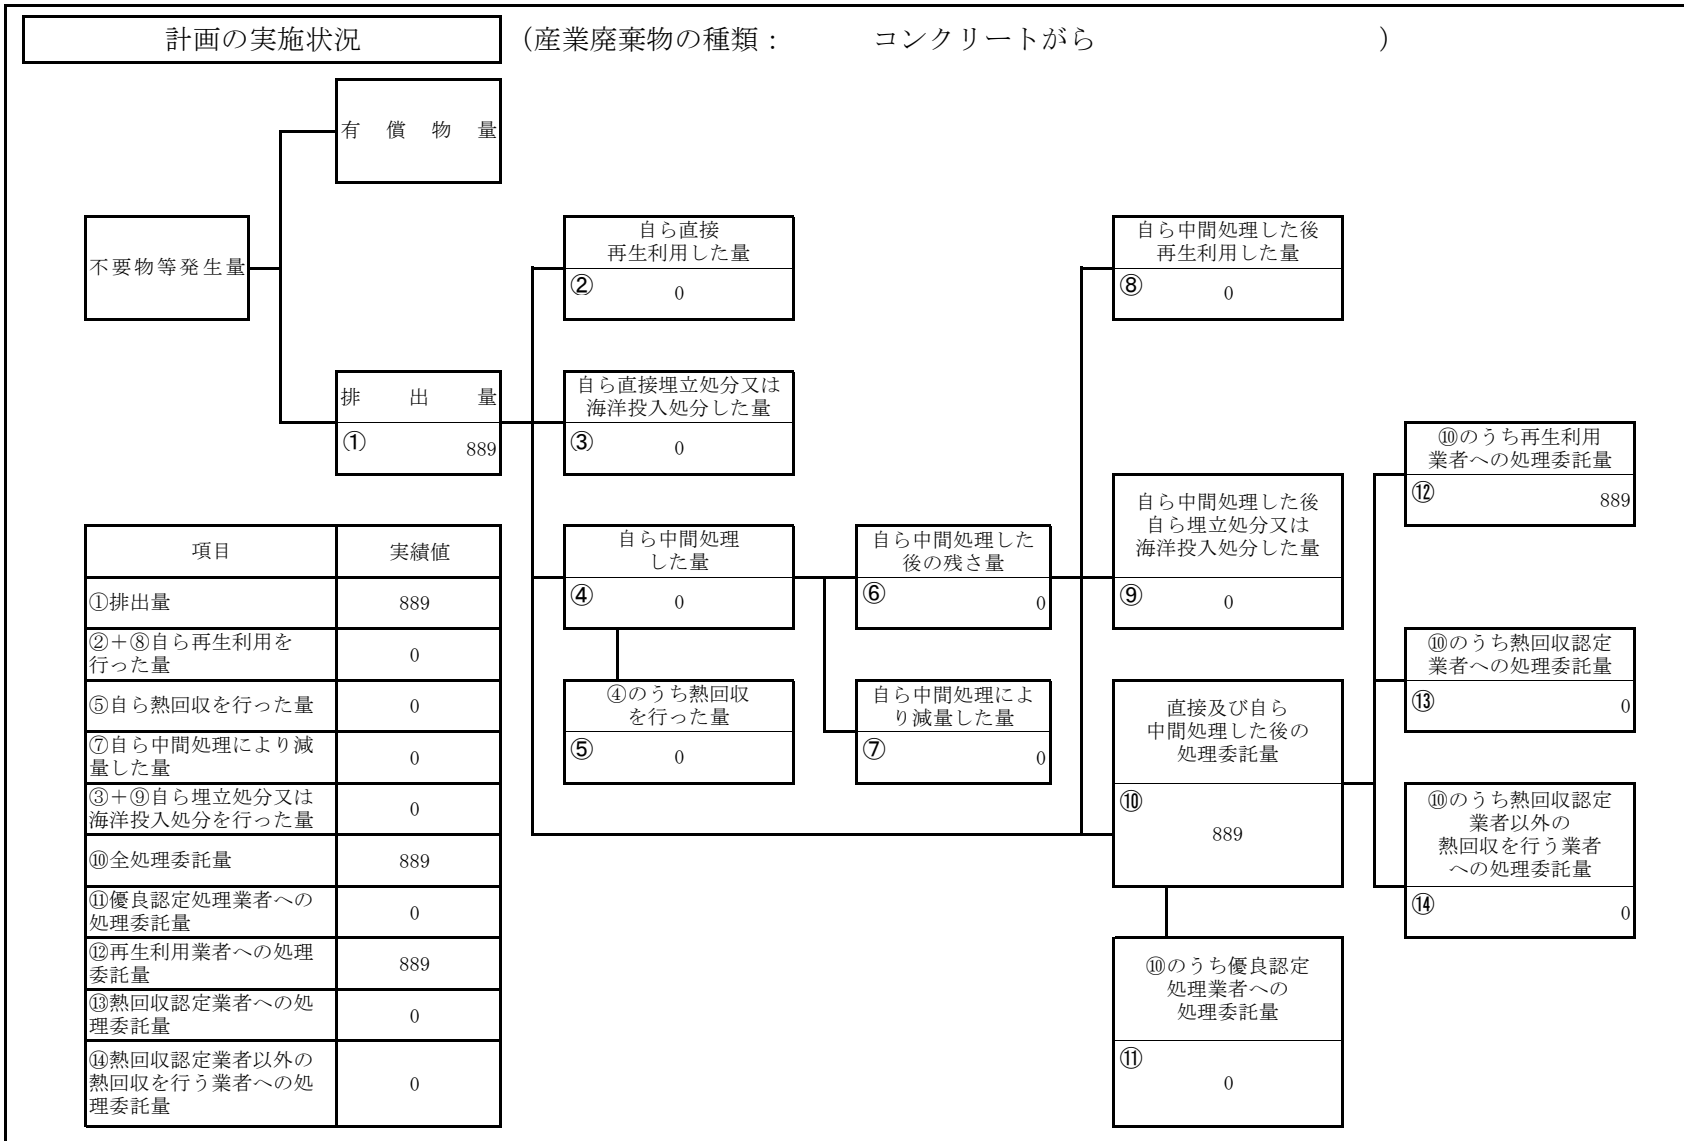 計画の実施状況
(産業廃棄物の種類： コンクリートがら )
有償物量
不要物等発生量
排出量
① 889
自ら直接
再生利用した量
② 0
自ら直接埋立処分又は
海洋投入処分した量
③ 0
自ら中間処理
した量
④ 0
④のうち熱回収
を行った量
⑤ 0
自ら中間処理した
後の残さ量
⑥ 0
自ら中間処理によ
り減量した量
⑦ 0
自ら中間処理した後
再生利用した量
⑧ 0
自ら中間処理した後
自ら埋立処分又は
海洋投入処分した量
⑨ 0
直接及び自ら
中間処理した後の
処理委託量
⑩
889
⑩のうち優良認定
処理業者への
処理委託量
⑪
0
⑩のうち再生利用
業者への処理委託量
⑫ 889
⑩のうち熱回収認定
業者への処理委託量
⑬ 0
⑩のうち熱回収認定
業者以外の
熱回収を行う業者
への処理委託量
⑭ 0
項目 実績値
①排出量 889
②＋⑧自ら再生利用を
行った量 0
⑤自ら熱回収を行った量 0
⑦自ら中間処理により減
量した量 0
③＋⑨自ら埋立処分又は
海洋投入処分を行った量 0
⑩全処理委託量 889
⑪優良認定処理業者への
処理委託量 0
⑫再生利用業者への処理
委託量 889
⑬熱回収認定業者への処
理委託量 0
⑭熱回収認定業者以外の
熱回収を行う業者への処
理委託量 0